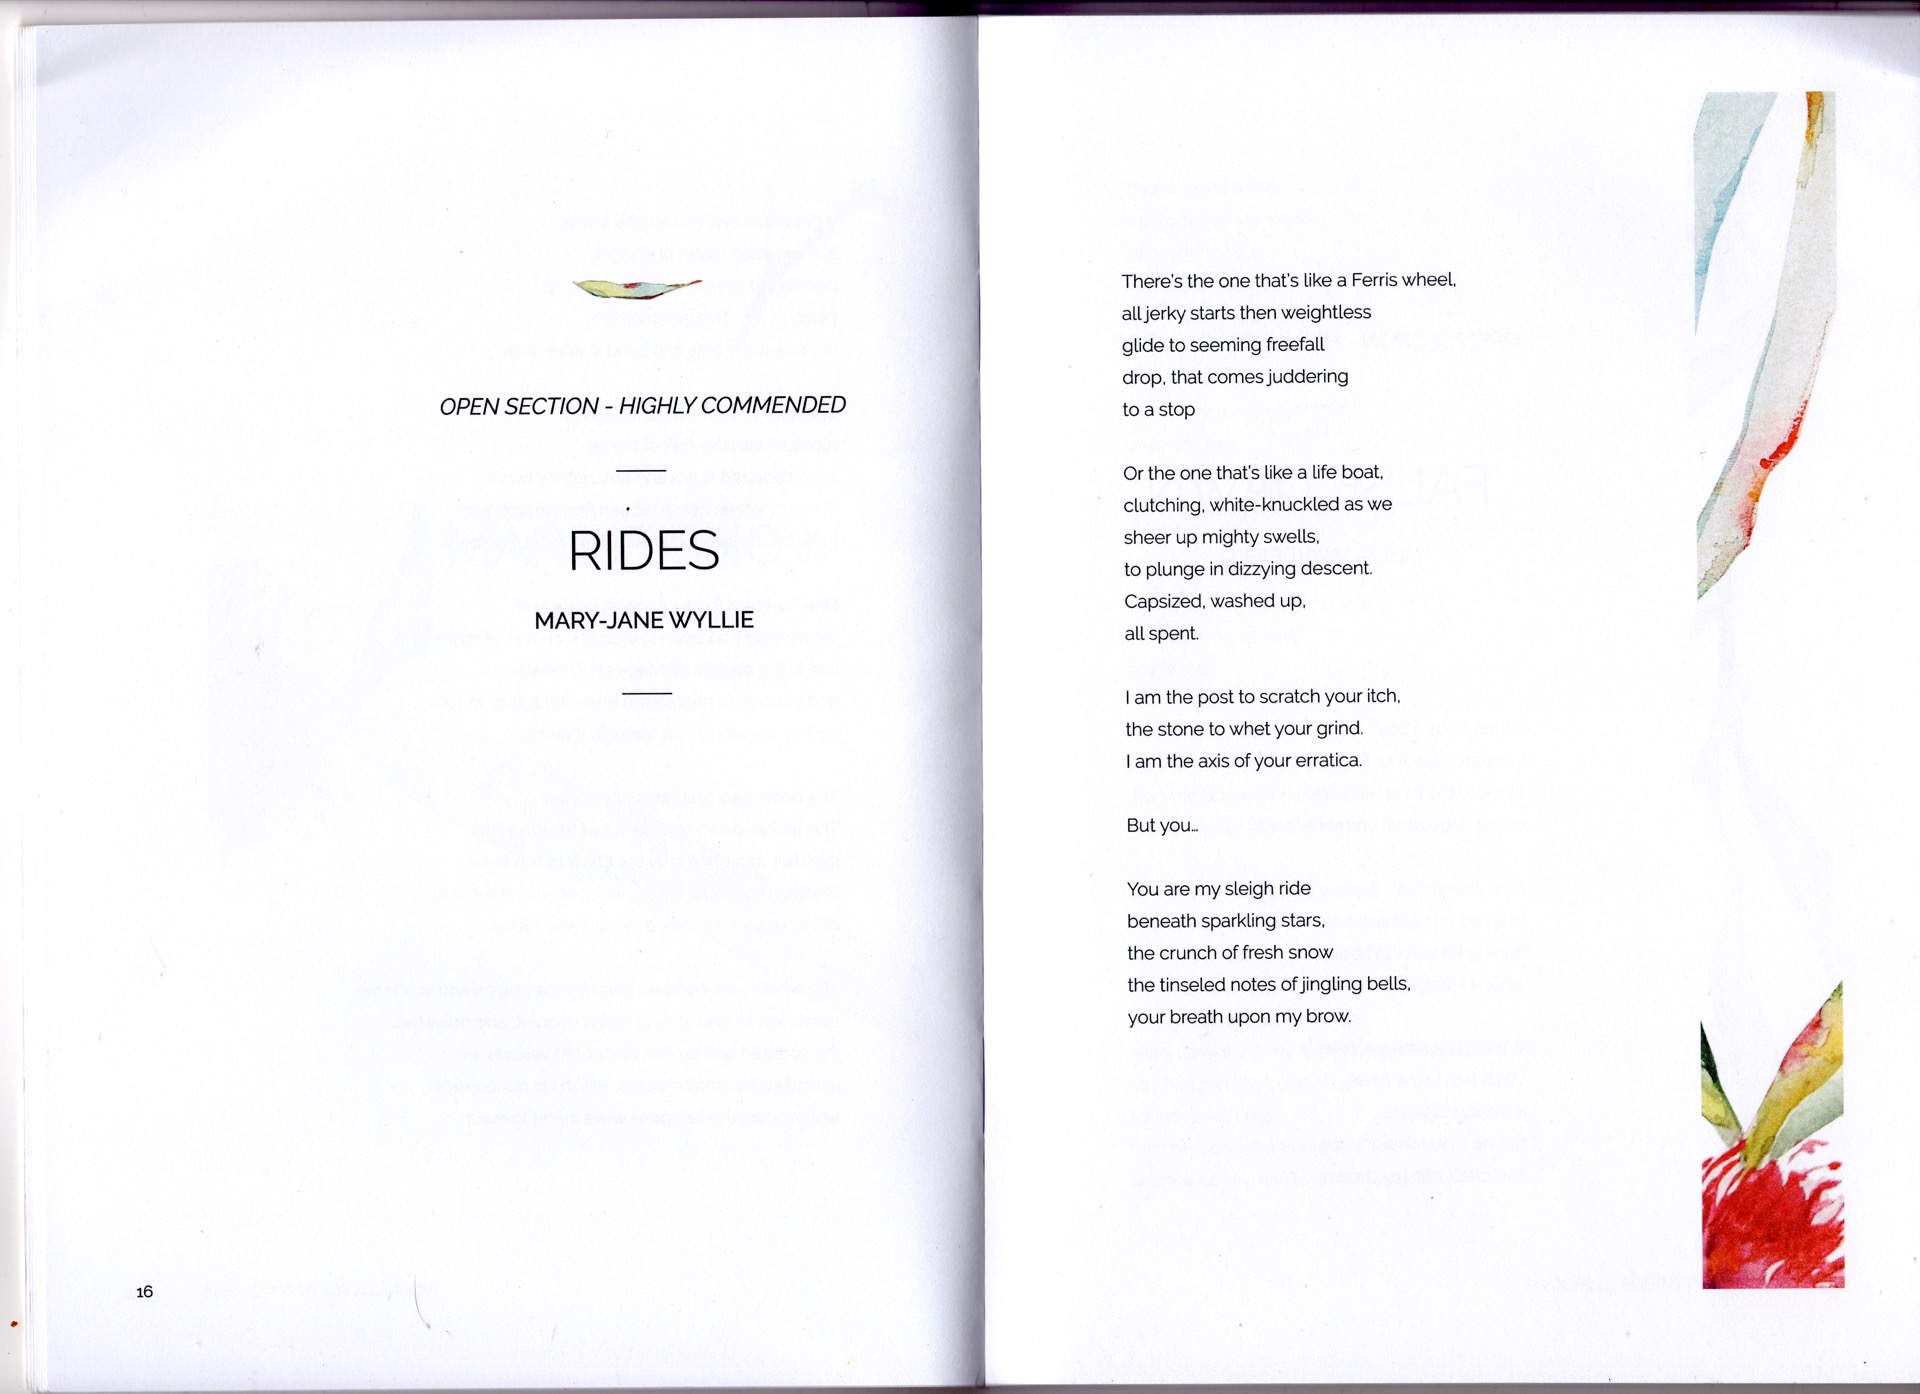 OPEN SECTION - HIGHLY COMMENDED
RIDES
MARY-JANE WYLLIE
16
There's the one that's like a Ferris wheel,
all jerky starts then weightless
glide to seeming freefall
drop, that comes juddering
to a stop
Or the one that's like a life boat,
clutching, white-knuckled as we
sheer up mighty swells,
to plunge in dizzying descent.
Capsized, washed up,
all spent.
I am the post to scratch your itch,
the stone to whet your grind.
I am the axis of your erratica.
But you…
You are my sleigh ride
beneath sparkling stars,
the crunch of fresh snow
the tinseled notes of jingling bells,
your breath upon my brow.